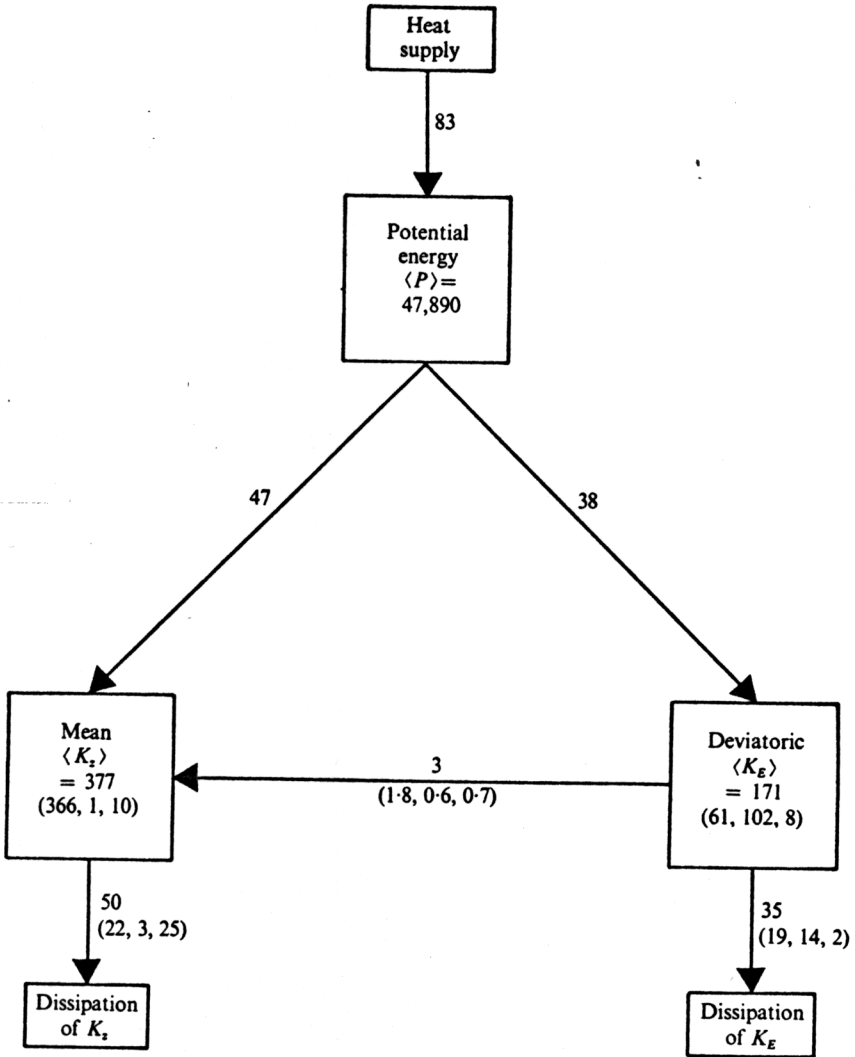 Heat
supply
83
Potential
energy
⟨P⟩=
47,890
47
38
Mean
⟨K_z⟩
= 377
(366, 1, 10)
3
(1·8, 0·6, 0·7)
Deviatoric
⟨K_E⟩
= 171
(61, 102, 8)
50
(22, 3, 25)
35
(19, 14, 2)
Dissipation
of K_z
Dissipation
of K_E